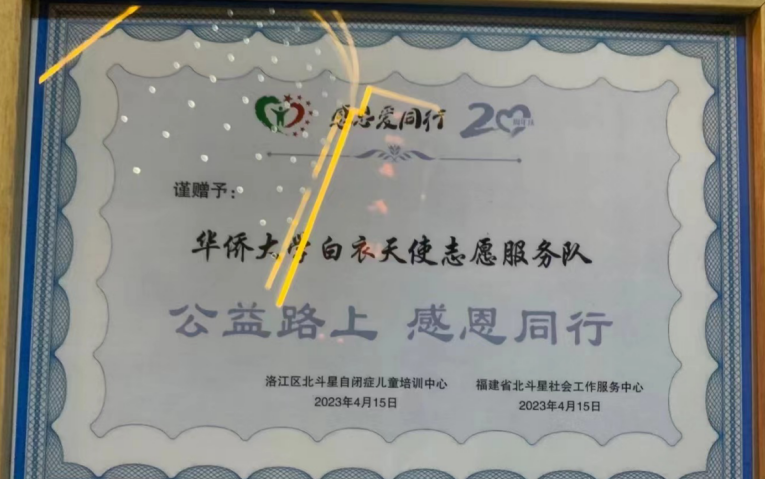 感恋爱同行 20
谨赠予：
华侨大学白衣天使志愿服务队
公益路上 感恩同行
洛江区北斗星自闭症儿童培训中心 福建省北斗星社会工作服务中心
2023年4月15日 2023年4月15日